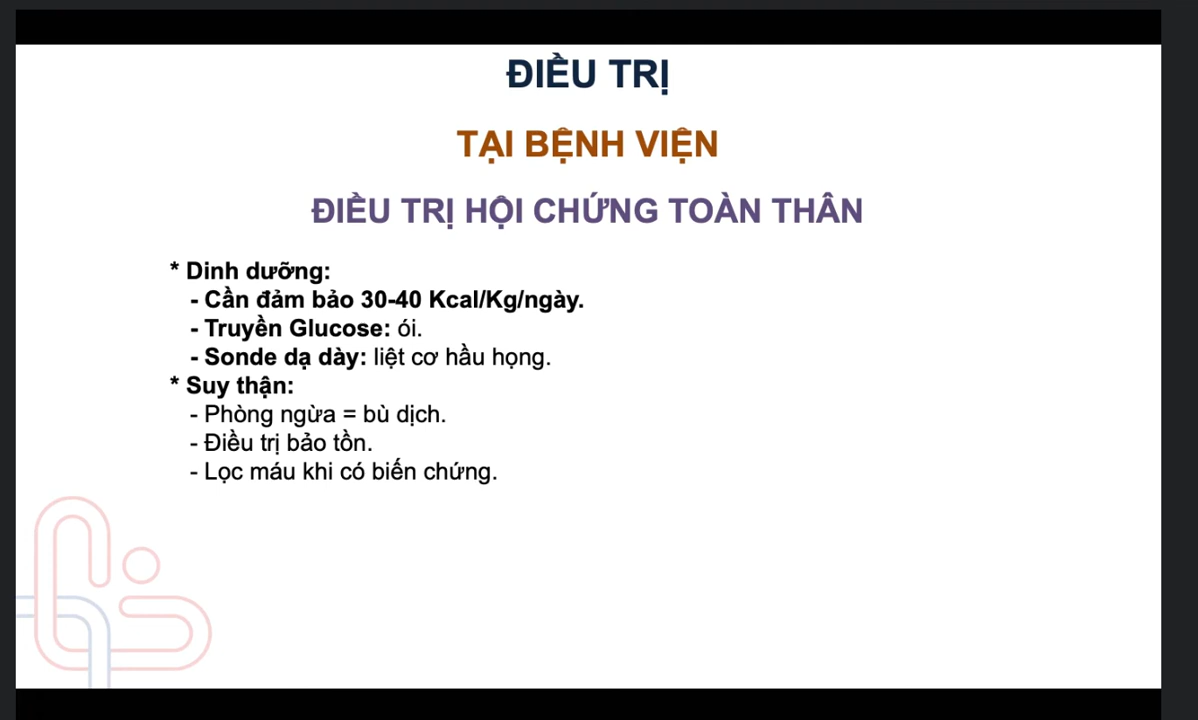 ĐIỀU TRỊ
TẠI BỆNH VIỆN
ĐIỀU TRỊ HỘI CHỨNG TOÀN THÂN
* Dinh dưỡng:
- Cần đảm bảo 30-40 Kcal/Kg/ngày.
- Truyền Glucose: ói.
- Sonde dạ dày: liệt cơ hầu họng.
* Suy thận:
- Phòng ngừa = bù dịch.
- Điều trị bảo tồn.
- Lọc máu khi có biến chứng.